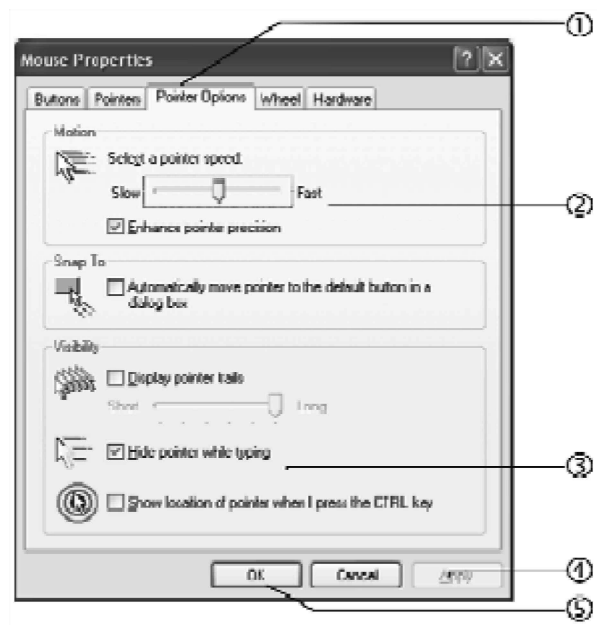 ①
Mouse Properties
Buttons Pointers Pointer Options Wheel Hardware
Motion
Select a pointer speed:
Slow Fast
②
Enhance pointer precision
Snap To
Automatically move pointer to the default button in a
dialog box
Visibility
Display pointer trails
Short Long
Hide pointer while typing
③
Show location of pointer when I press the CTRL key
OK Cancel Apply
④
⑤